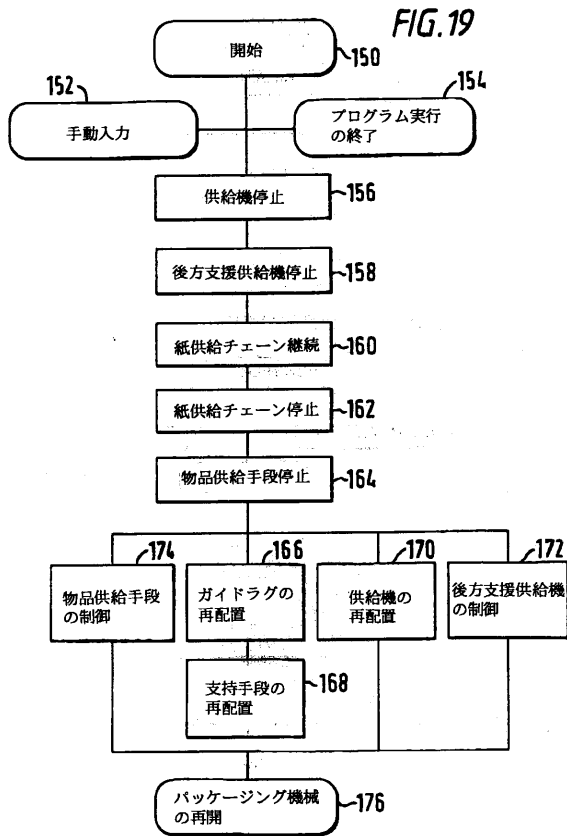 FIG.19
開始
150
152
154
手動入力
プログラム実行
の終了
供給機停止
156
後方支援供給機停止
158
紙供給チェーン継続
160
紙供給チェーン停止
162
物品供給手段停止
164
174
166
170
172
物品供給手段
の制御
ガイドラグの
再配置
供給機の
再配置
後方支援供給機
の制御
支持手段の
再配置
168
パッケージング機械
の再開
176